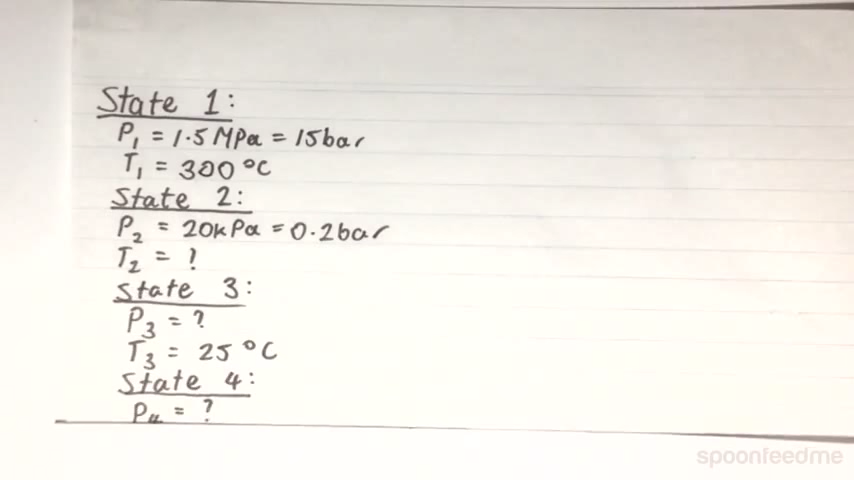 State 1:
P₁ = 1.5 MPa = 15bar
T₁ = 300 °C
State 2:
P₂ = 20kPa = 0.2bar
T₂ = ?
State 3:
P₃ = ?
T₃ = 25 °C
State 4:
P₄ = ?
spoonfeedme